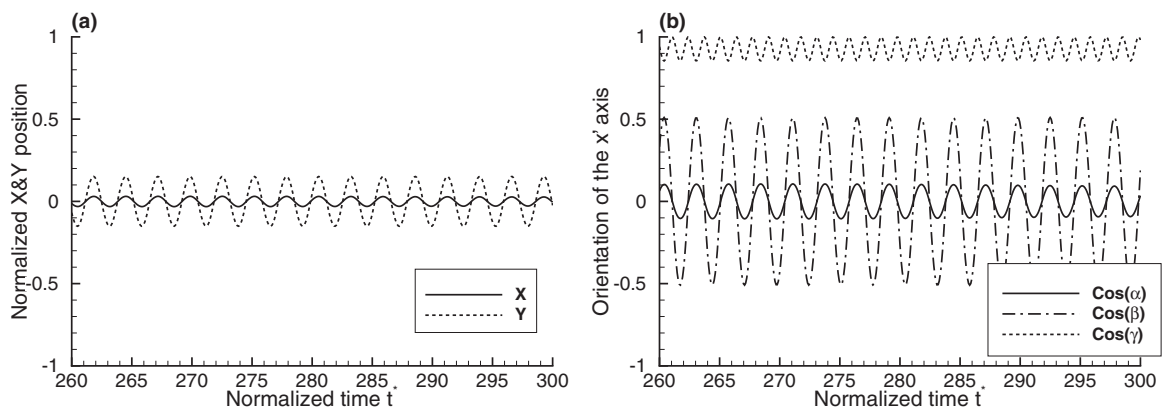 (a)
1
0.5
0
-0.5
-1
Normalized X&Y position
X
Y
260 265 270 275 280 285 290 295 300
Normalized time t*
(b)
1
0.5
0
-0.5
-1
Orientation of the x' axis
Cos(α)
Cos(β)
Cos(γ)
260 265 270 275 280 285 290 295 300
Normalized time t*